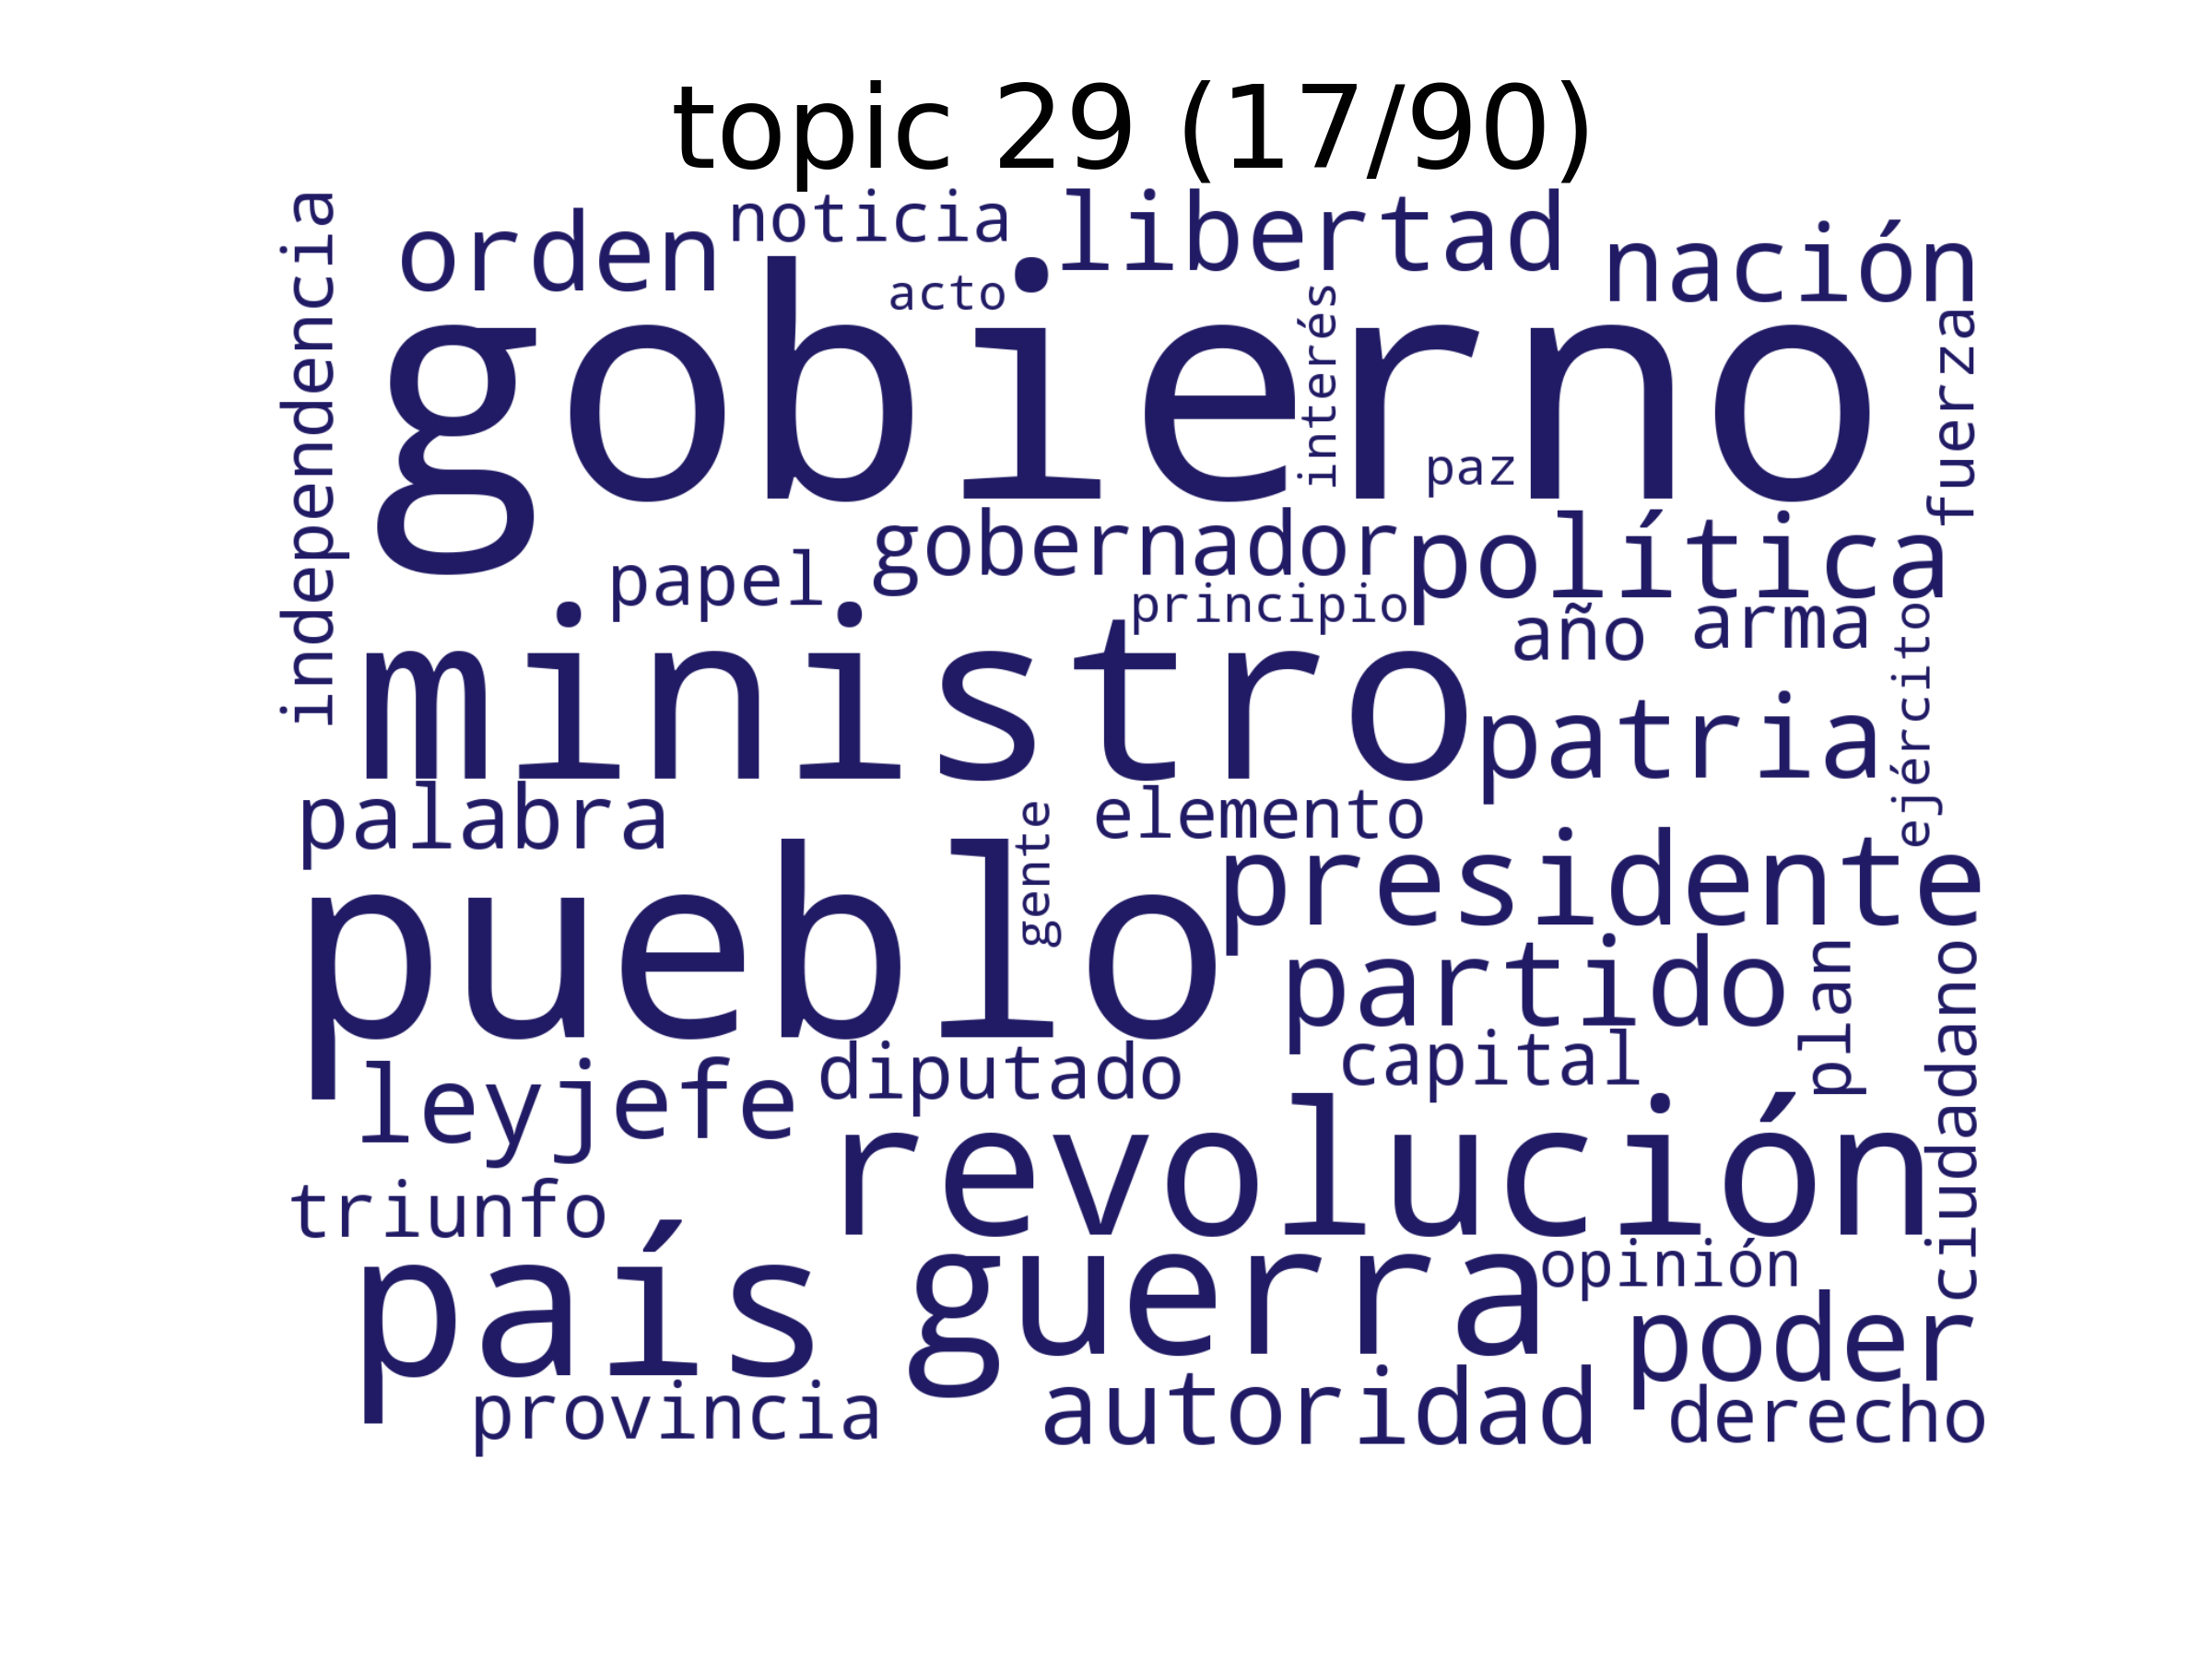 topic 29 (17/90)
independencia
orden
noticia
libertad
nación
acto
gobierno
interés
paz
fuerza
papel
gobernador
política
principio
año
arma
ejército
ministro
patria
palabra
gente
elemento
pueblo
presidente
partido
plan
ciudadano
ley
jefe
diputado
capital
revolución
triunfo
país
guerra
opinión
poder
provincia
autoridad
derecho